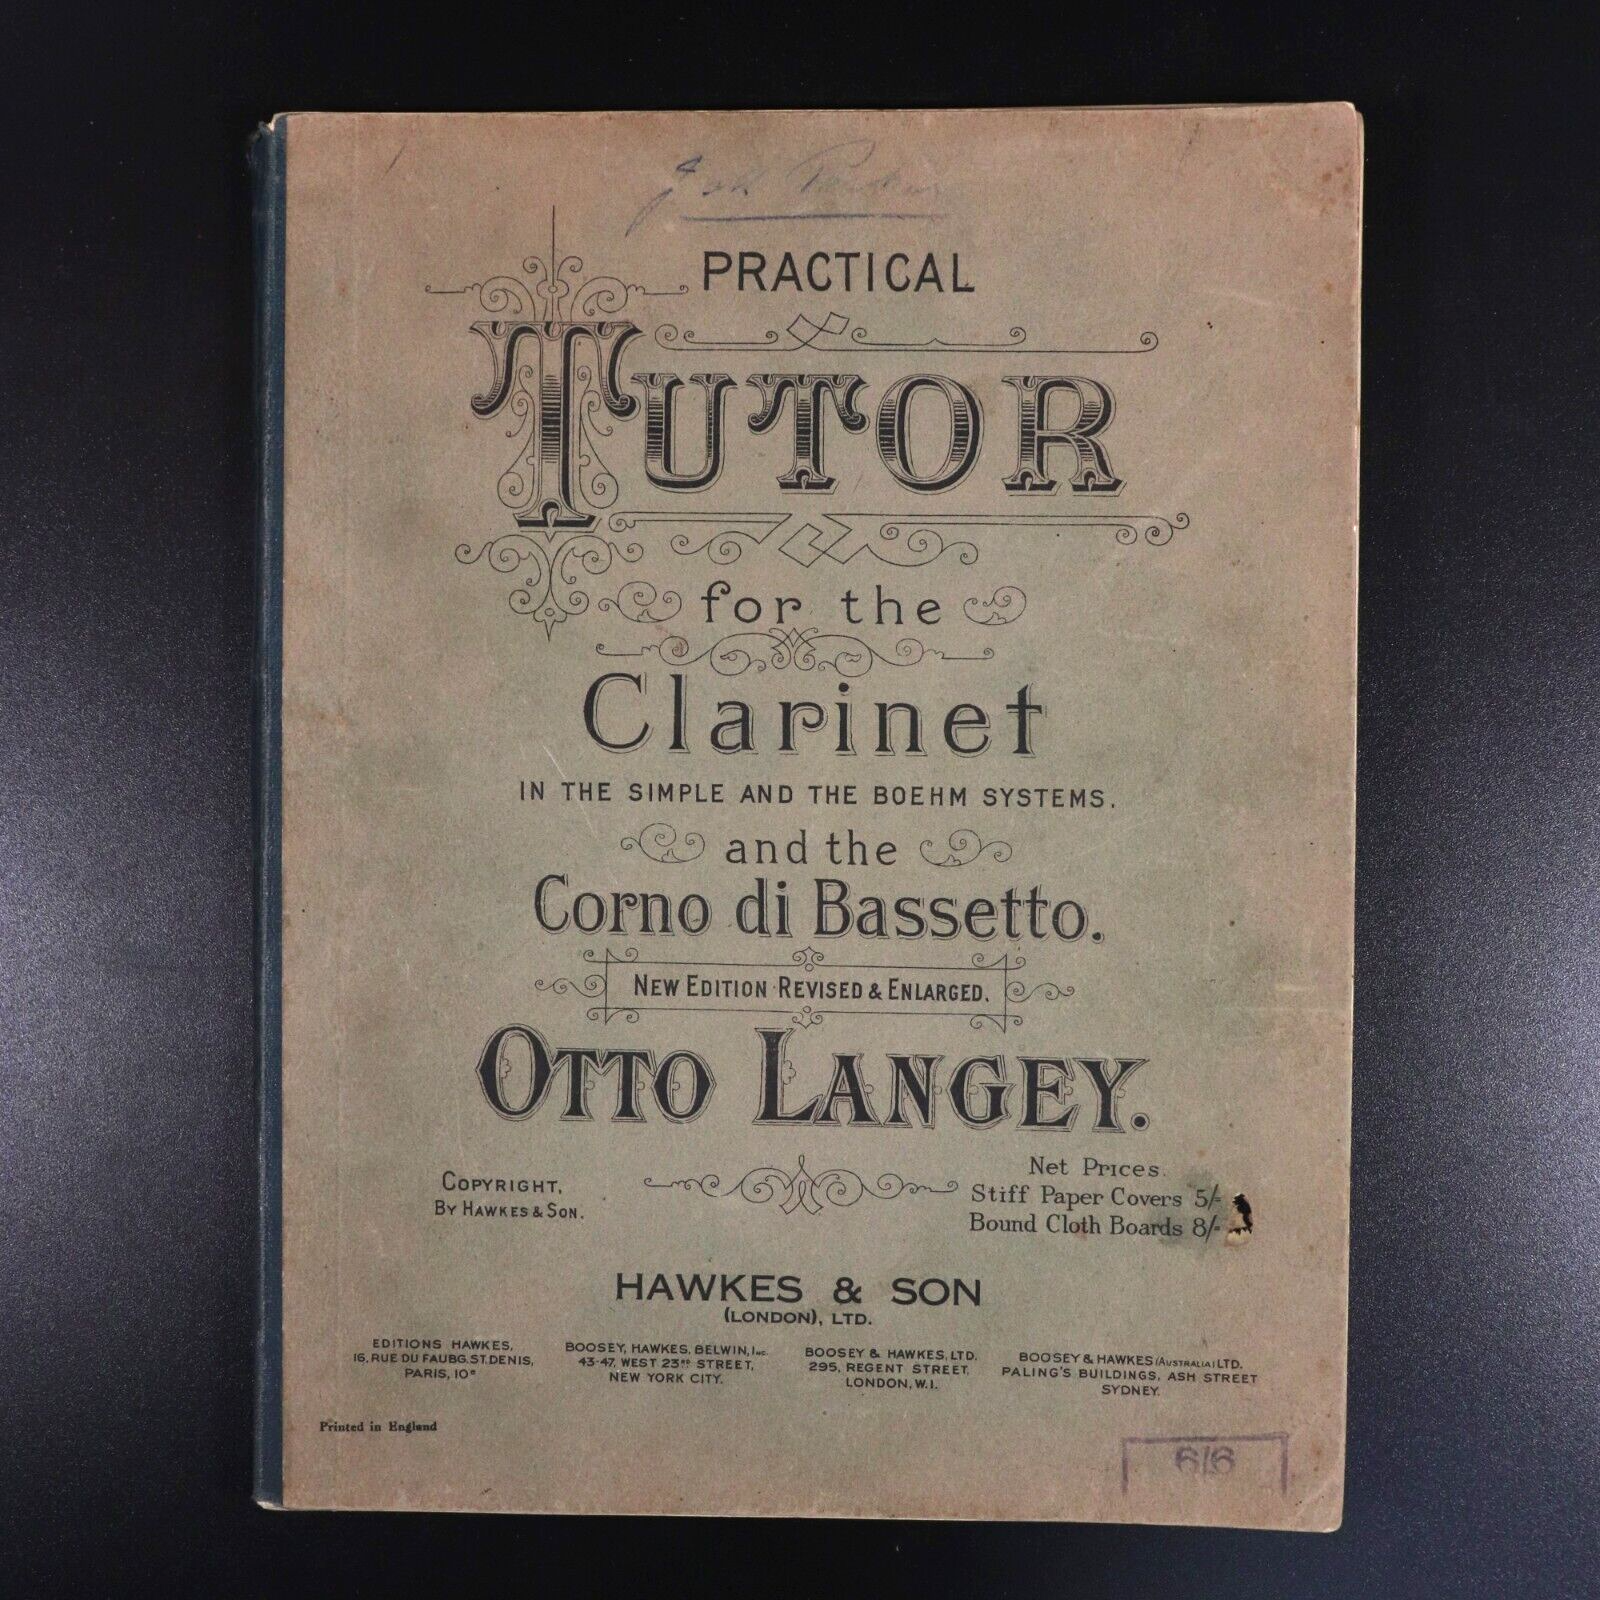 PRACTICAL
TUTOR
for the
Clarinet
IN THE SIMPLE AND THE BOEHM SYSTEMS.
and the
Corno di Bassetto.
NEW EDITION REVISED & ENLARGED.
OTTO LANGEY.
COPYRIGHT,
BY HAWKES & SON.
Net Prices.
Stiff Paper Covers 5/-
Bound Cloth Boards 8/-
HAWKES & SON
(LONDON), LTD.
EDITIONS HAWKES,
16, RUE DU FAUBG. ST. DENIS,
PARIS, 10e
BOOSEY, HAWKES, BELWIN, INC.
43-47, WEST 23RD STREET,
NEW YORK CITY.
BOOSEY & HAWKES, LTD.
295, REGENT STREET,
LONDON, W.1.
BOOSEY & HAWKES (AUSTRALIA) LTD.
PALING'S BUILDINGS, ASH STREET
SYDNEY.
Printed in England
6/6